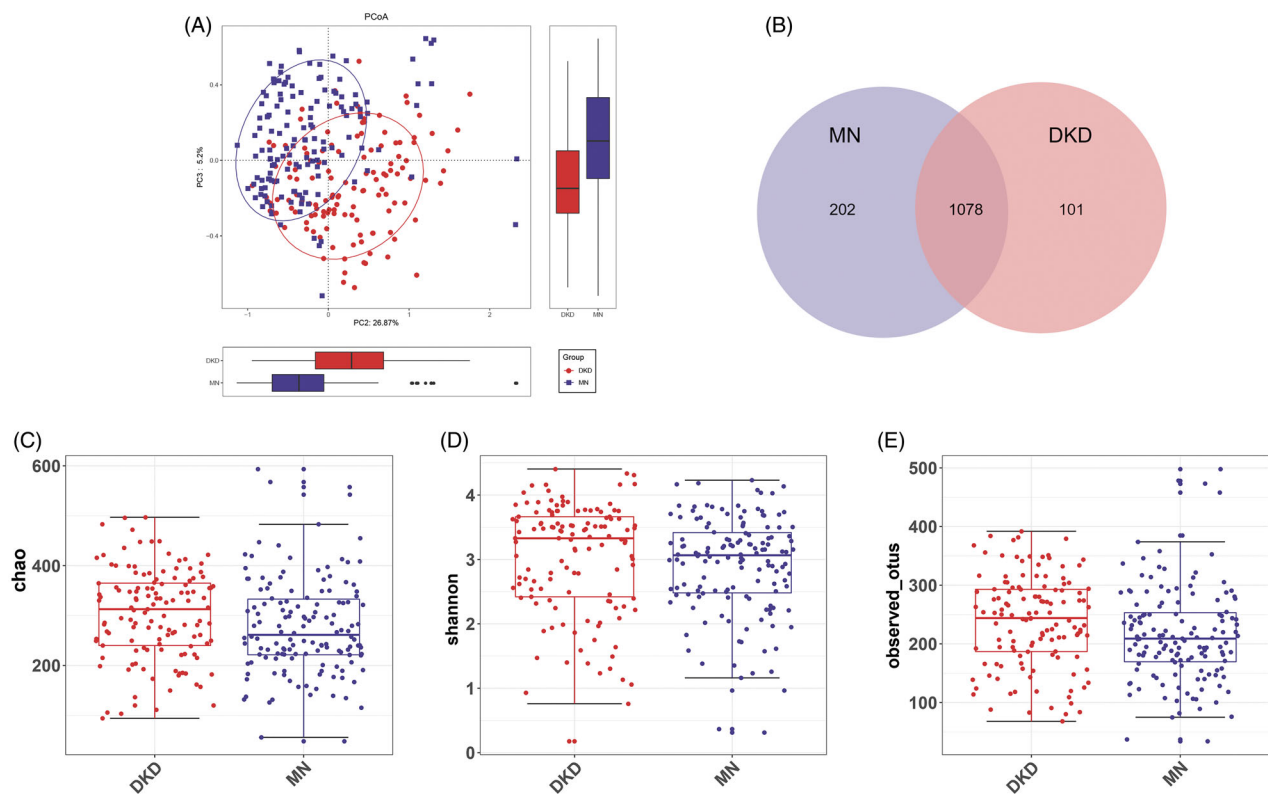 (A)
PCoA
0.4
0.0
−0.4
PC3 : 5.2%
−1
0
1
2
PC2: 26.87%
DKD
MN
DKD
MN
Group
DKD
MN
(B)
MN
DKD
202
1078
101
(C)
600
400
200
chao
DKD
MN
(D)
4
3
2
1
0
shannon
DKD
MN
(E)
500
400
300
200
100
observed_otus
DKD
MN